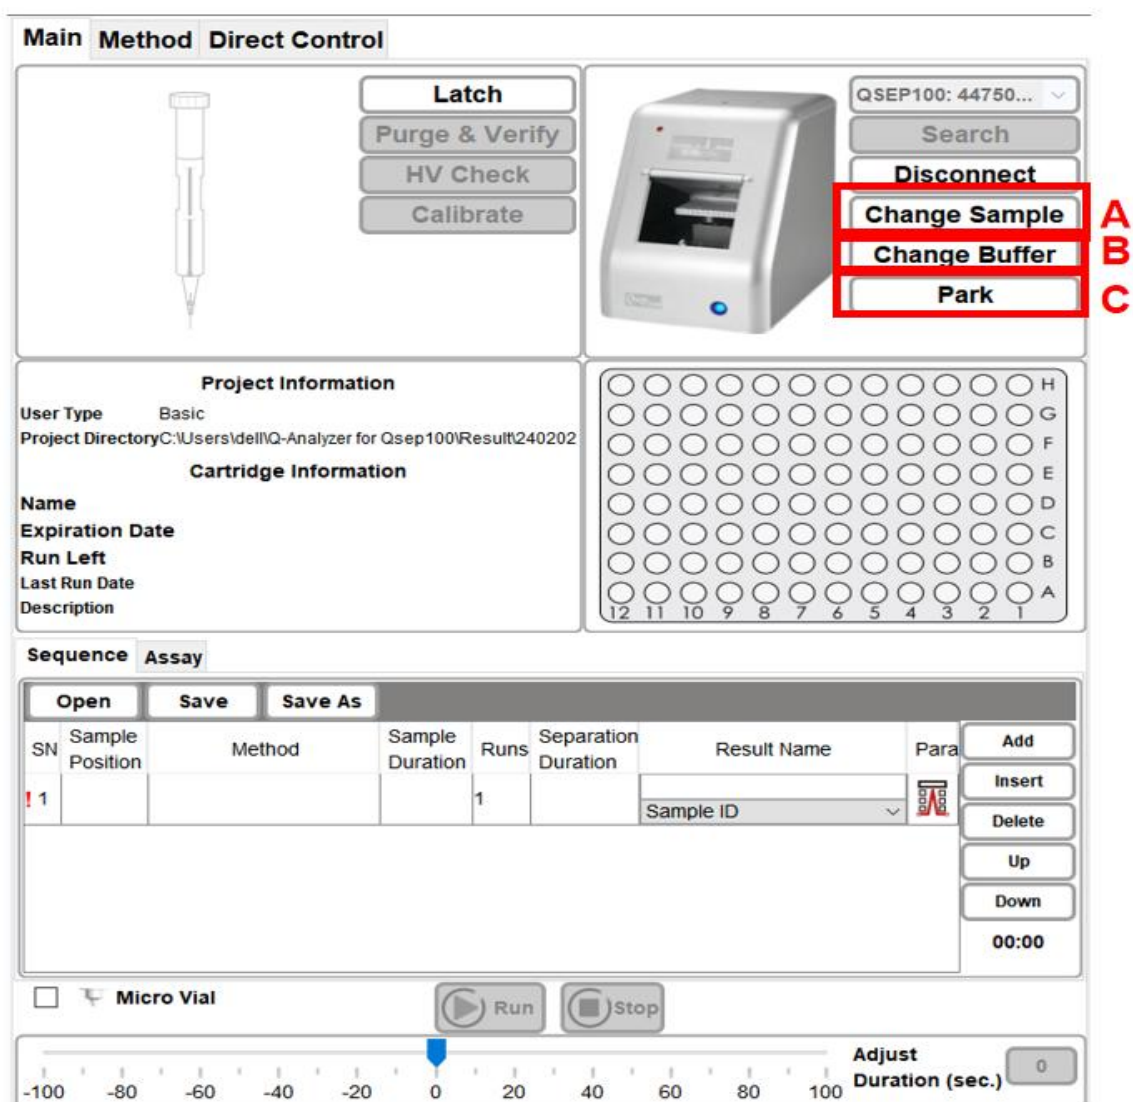 Main Method Direct Control
Latch
Purge & Verify
HV Check
Calibrate
QSEP100: 44750...
Search
Disconnect
Change Sample A
Change Buffer B
Park C
Project Information
User Type Basic
Project DirectoryC:\Users\dell\Q-Analyzer for Qsep100\Result\240202
Cartridge Information
Name
Expiration Date
Run Left
Last Run Date
Description
H
G
F
E
D
C
B
A
12 11 10 9 8 7 6 5 4 3 2 1
Sequence Assay
Open Save Save As
SN Sample Position Method Sample Duration Runs Separation Duration Result Name Para
! 1 1 Sample ID
Add
Insert
Delete
Up
Down
00:00
Micro Vial Run Stop
-100 -80 -60 -40 -20 0 20 40 60 80 100
Adjust
Duration (sec.) 0